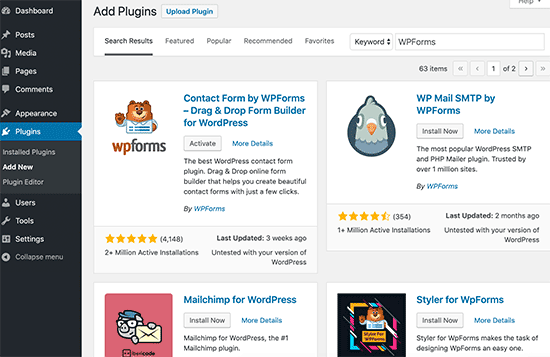 Help
Dashboard
Posts
Media
Pages
Comments
Appearance
Plugins
Installed Plugins
Add New
Plugin Editor
Users
Tools
Settings
Collapse menu
Add Plugins Upload Plugin
Search Results Featured Popular Recommended Favorites Keyword WPForms
63 items « ‹ 1 of 2 › »
Contact Form by WPForms
– Drag & Drop Form Builder
for WordPress
wpforms
Activate More Details
The best WordPress contact form
plugin. Drag & Drop online form
builder that helps you create beautiful
contact forms with just a few clicks.
By WPForms
(4,148)
Last Updated: 3 weeks ago
2+ Million Active Installations
Untested with your version of
WordPress
WP Mail SMTP by
WPForms
Install Now More Details
The most popular WordPress SMTP
and PHP Mailer plugin. Trusted by
over 1 million sites.
By WPForms
(354)
Last Updated: 2 months ago
1+ Million Active Installations
Untested with your version of
WordPress
Mailchimp for WordPress
Install Now More Details
Mailchimp for WordPress, the #1
Mailchimp plugin.
ibericode
Styler for WpForms
Install Now More Details
Styler for WpForms makes the task of
designing WpForms an easy one.
Styler For
WPForms